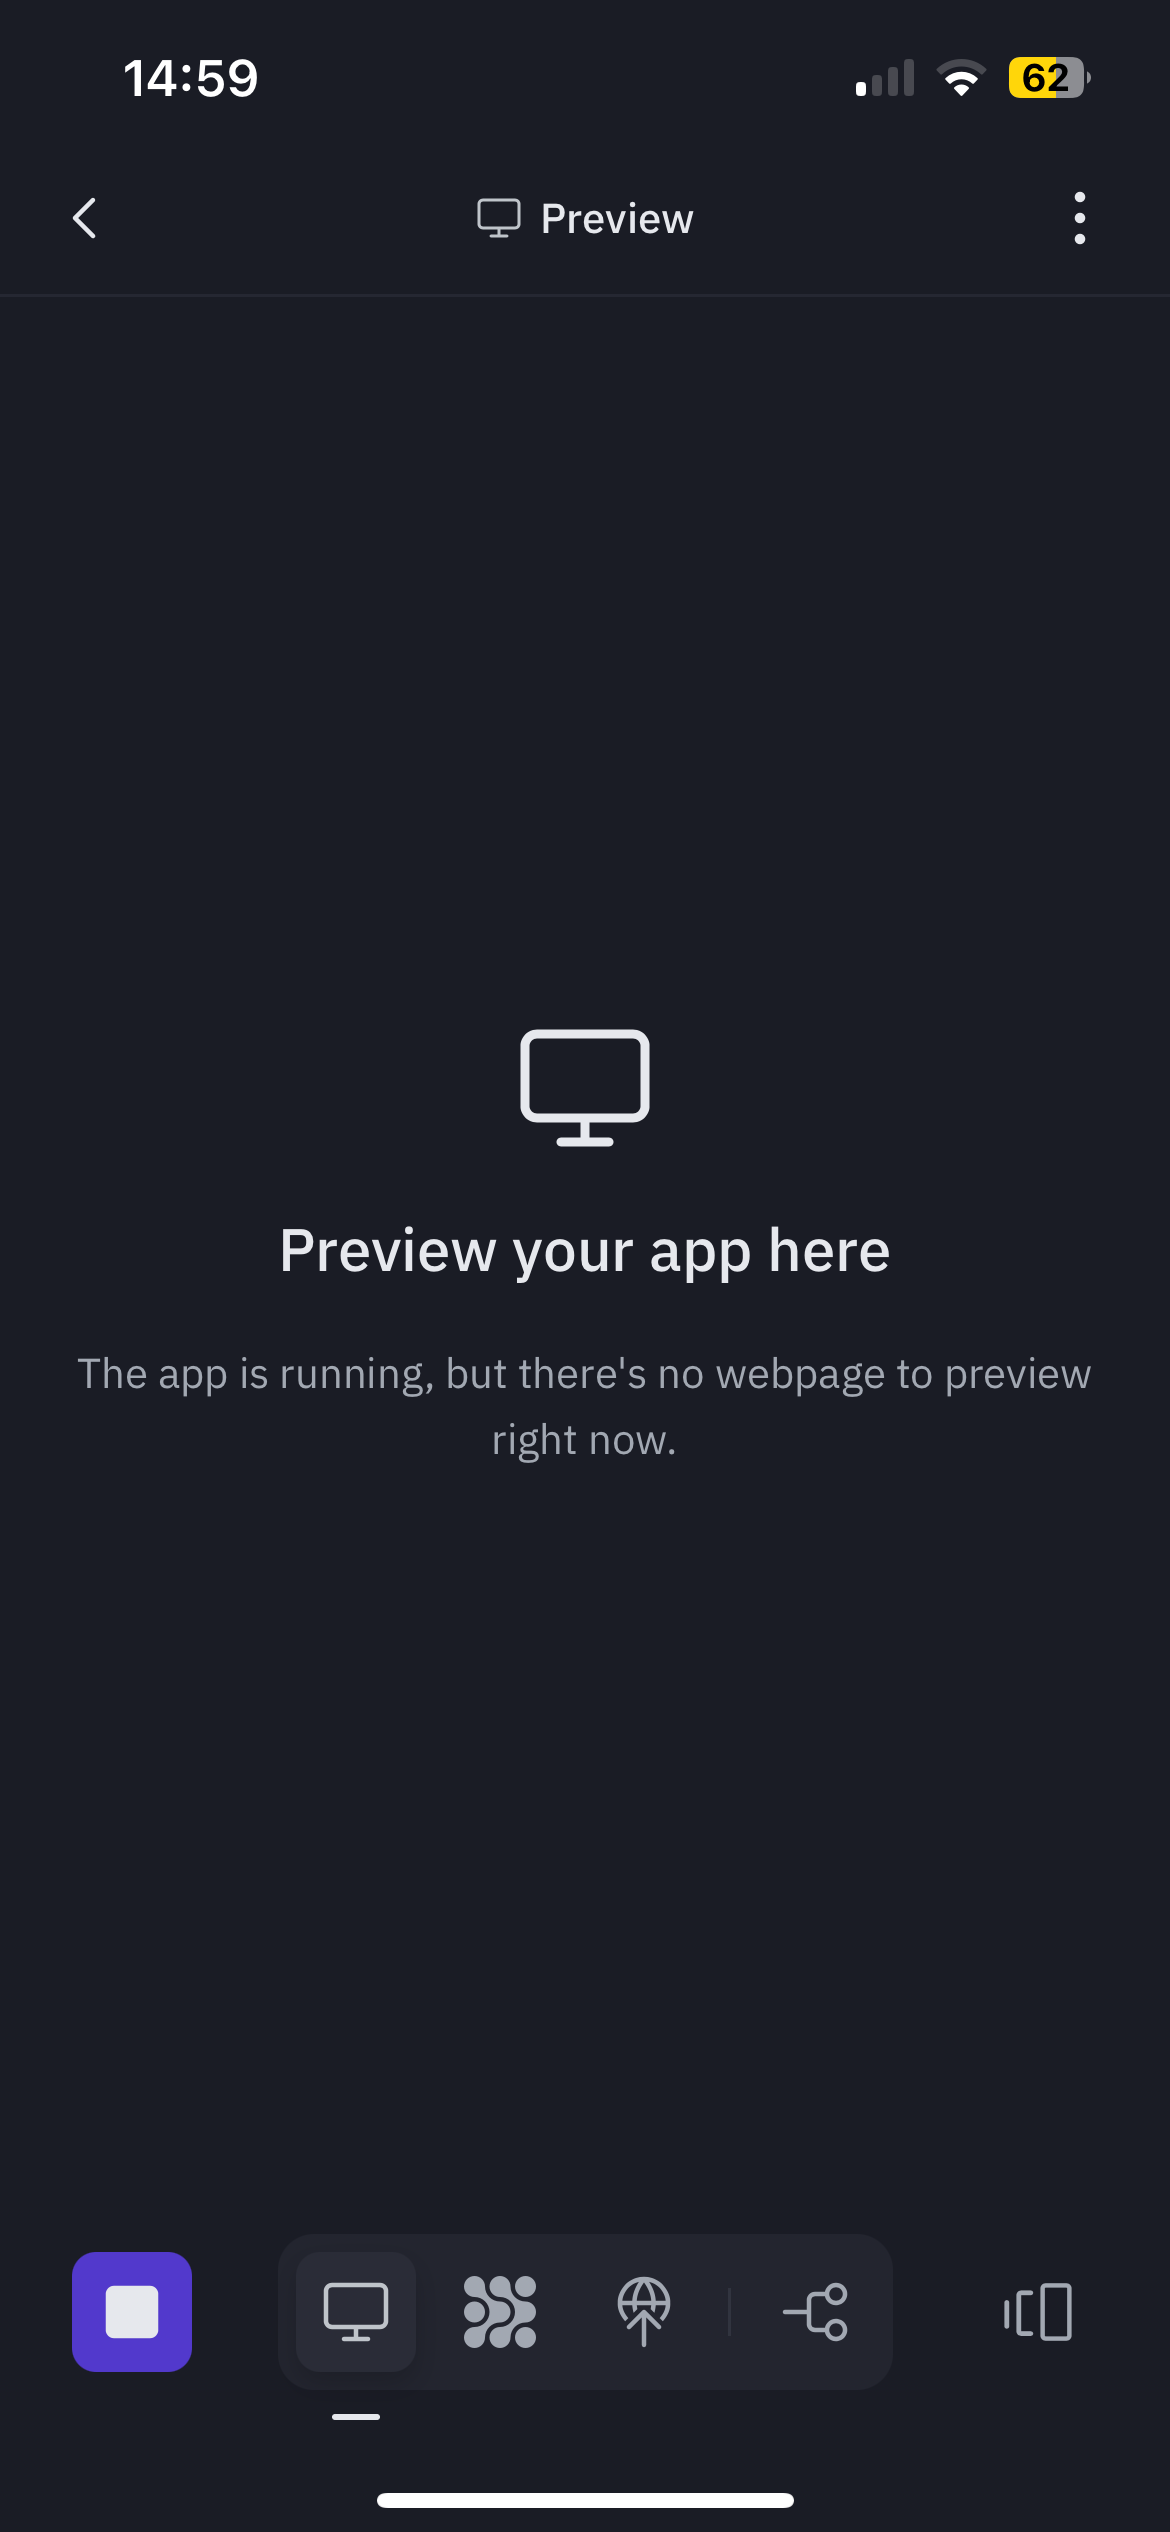 14:59
62
Preview
Preview your app here
The app is running, but there's no webpage to preview
right now.